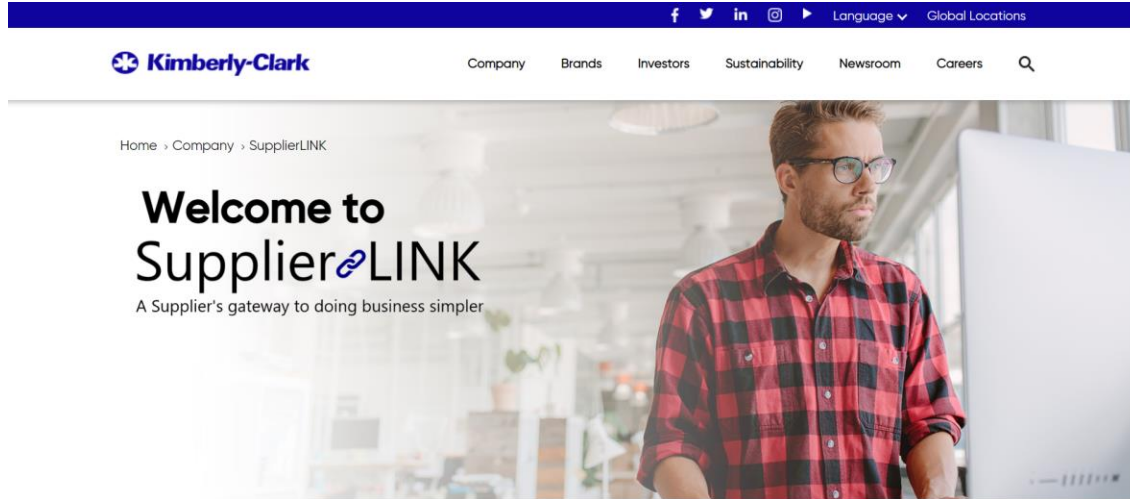 Language Global Locations
Kimberly-Clark
Company Brands Investors Sustainability Newsroom Careers
Home › Company › SupplierLINK
Welcome to
SupplierLINK
A Supplier's gateway to doing business simpler